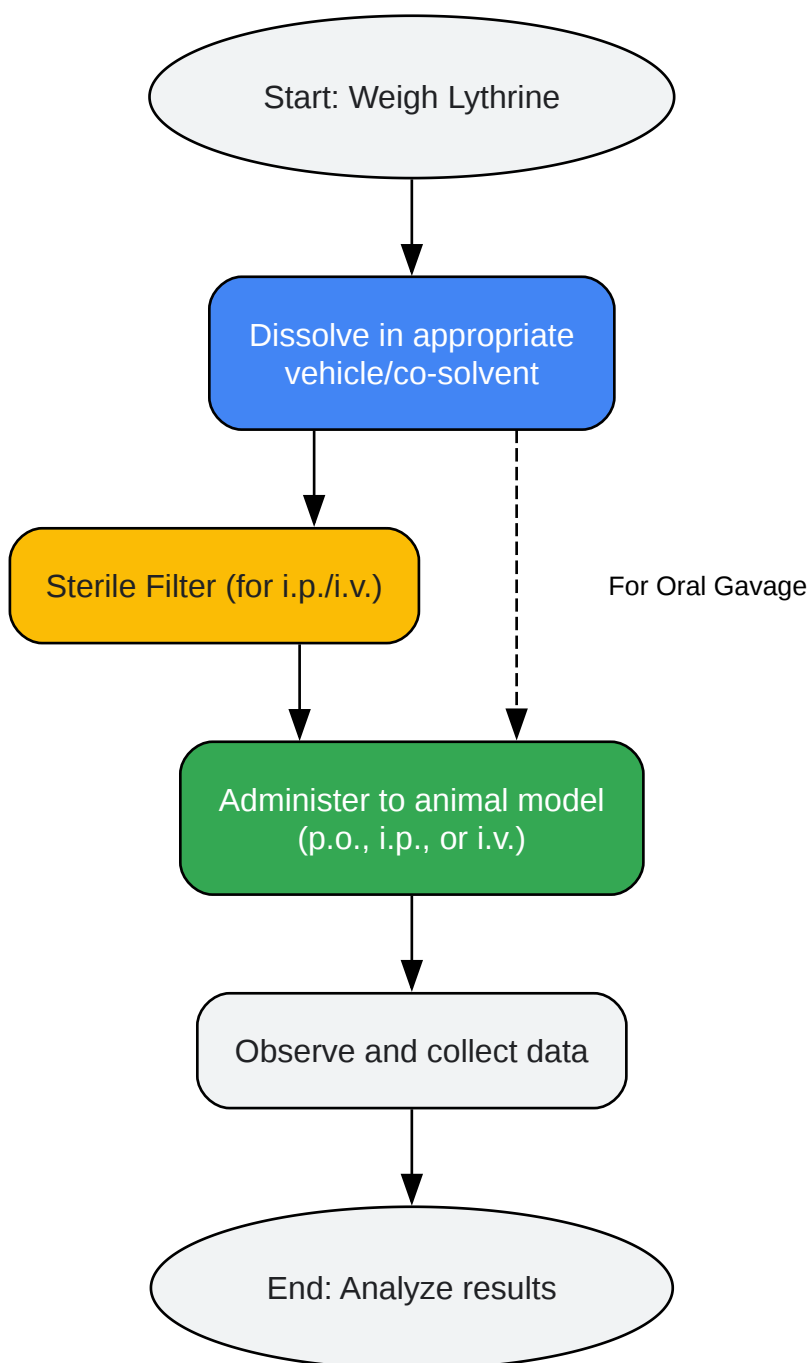 Start: Weigh Lythrine
Dissolve in appropriate
vehicle/co-solvent
Sterile Filter (for i.p./i.v.)
For Oral Gavage
Administer to animal model
(p.o., i.p., or i.v.)
Observe and collect data
End: Analyze results